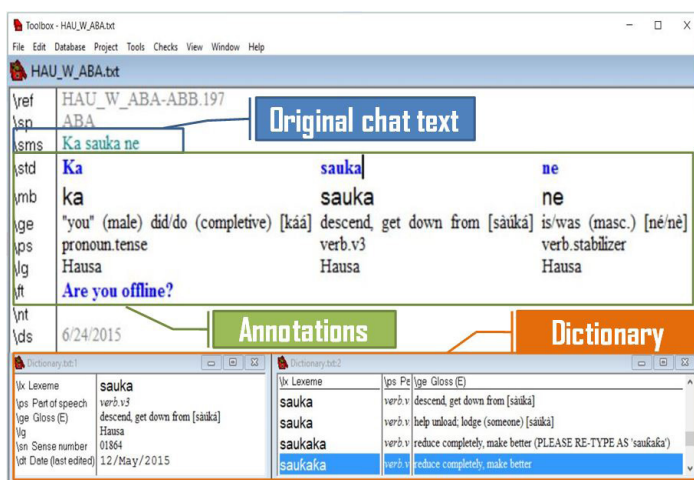 Toolbox - HAU_W_ABA.txt
File Edit Database Project Tools Checks View Window Help
HAU_W_ABA.txt
\ref HAU_W_ABA-ABB.197
\sp ABA
Original chat text
\sms Ka sauka ne
\std Ka sauka ne
\mb ka sauka ne
\ge "you" (male) did/do (completive) [káá] descend, get down from [sàúká] is/was (masc.) [né/nè]
\ps pronoun.tense verb.v3 verb.stabilizer
\lg Hausa Hausa Hausa
\ft Are you offline?
\nt
\ds 6/24/2015
Annotations
Dictionary
Dictionary.txt:1
\lx Lexeme sauka
\ps Part of speech verb.v3
\ge Gloss (E) descend, get down from [sàúká]
\lg Hausa
\sn Sense number 01864
\dt Date (last edited) 12/May/2015
Dictionary.txt:2
\lx Lexeme \ps Pe \ge Gloss (E)
sauka verb.v descend, get down from [sàúká]
sauka verb.v help unload; lodge (someone) [sáúkà]
saukaka verb.v reduce completely, make better (PLEASE RE-TYPE AS 'sauƙaƙa')
sauƙaƙa verb.v reduce completely, make better